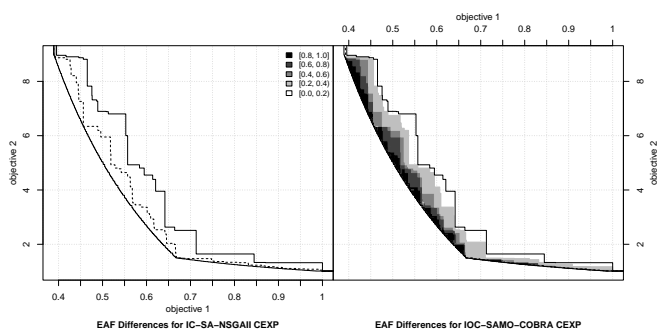 objective 1
0.4 0.5 0.6 0.7 0.8 0.9 1
[0.8, 1.0]
[0.6, 0.8)
[0.4, 0.6)
[0.2, 0.4)
[0.0, 0.2)
objective 2
8
6
4
2
8
6
4
2
objective 2
0.4 0.5 0.6 0.7 0.8 0.9 1
objective 1
EAF Differences for IC−SA−NSGAII CEXP
EAF Differences for IOC−SAMO−COBRA CEXP